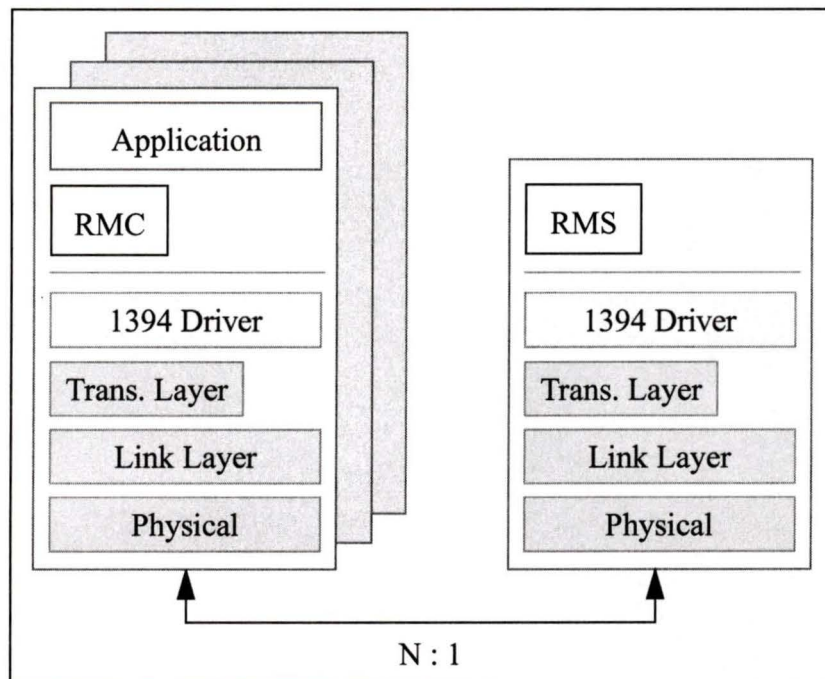 Application
RMC
1394 Driver
Trans. Layer
Link Layer
Physical
RMS
1394 Driver
Trans. Layer
Link Layer
Physical
N : 1